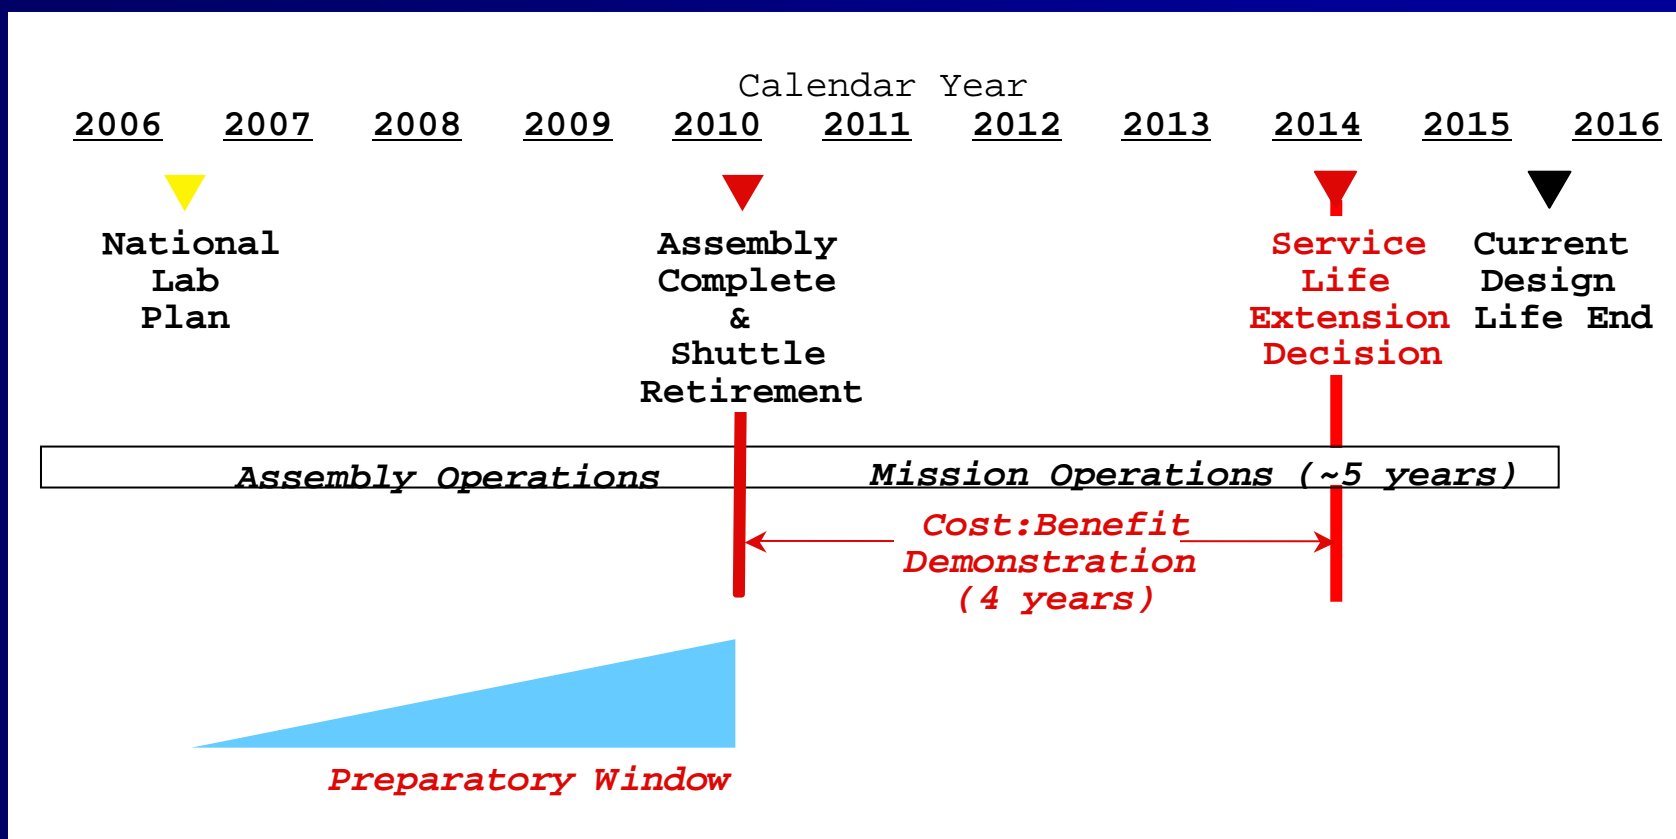 Calendar Year
2006 2007 2008 2009 2010 2011 2012 2013 2014 2015 2016
National
Lab
Plan
Assembly
Complete
&
Shuttle
Retirement
Service
Life
Extension
Decision
Current
Design
Life End
Assembly Operations
Mission Operations (~5 years)
Cost:Benefit
Demonstration
(4 years)
Preparatory Window